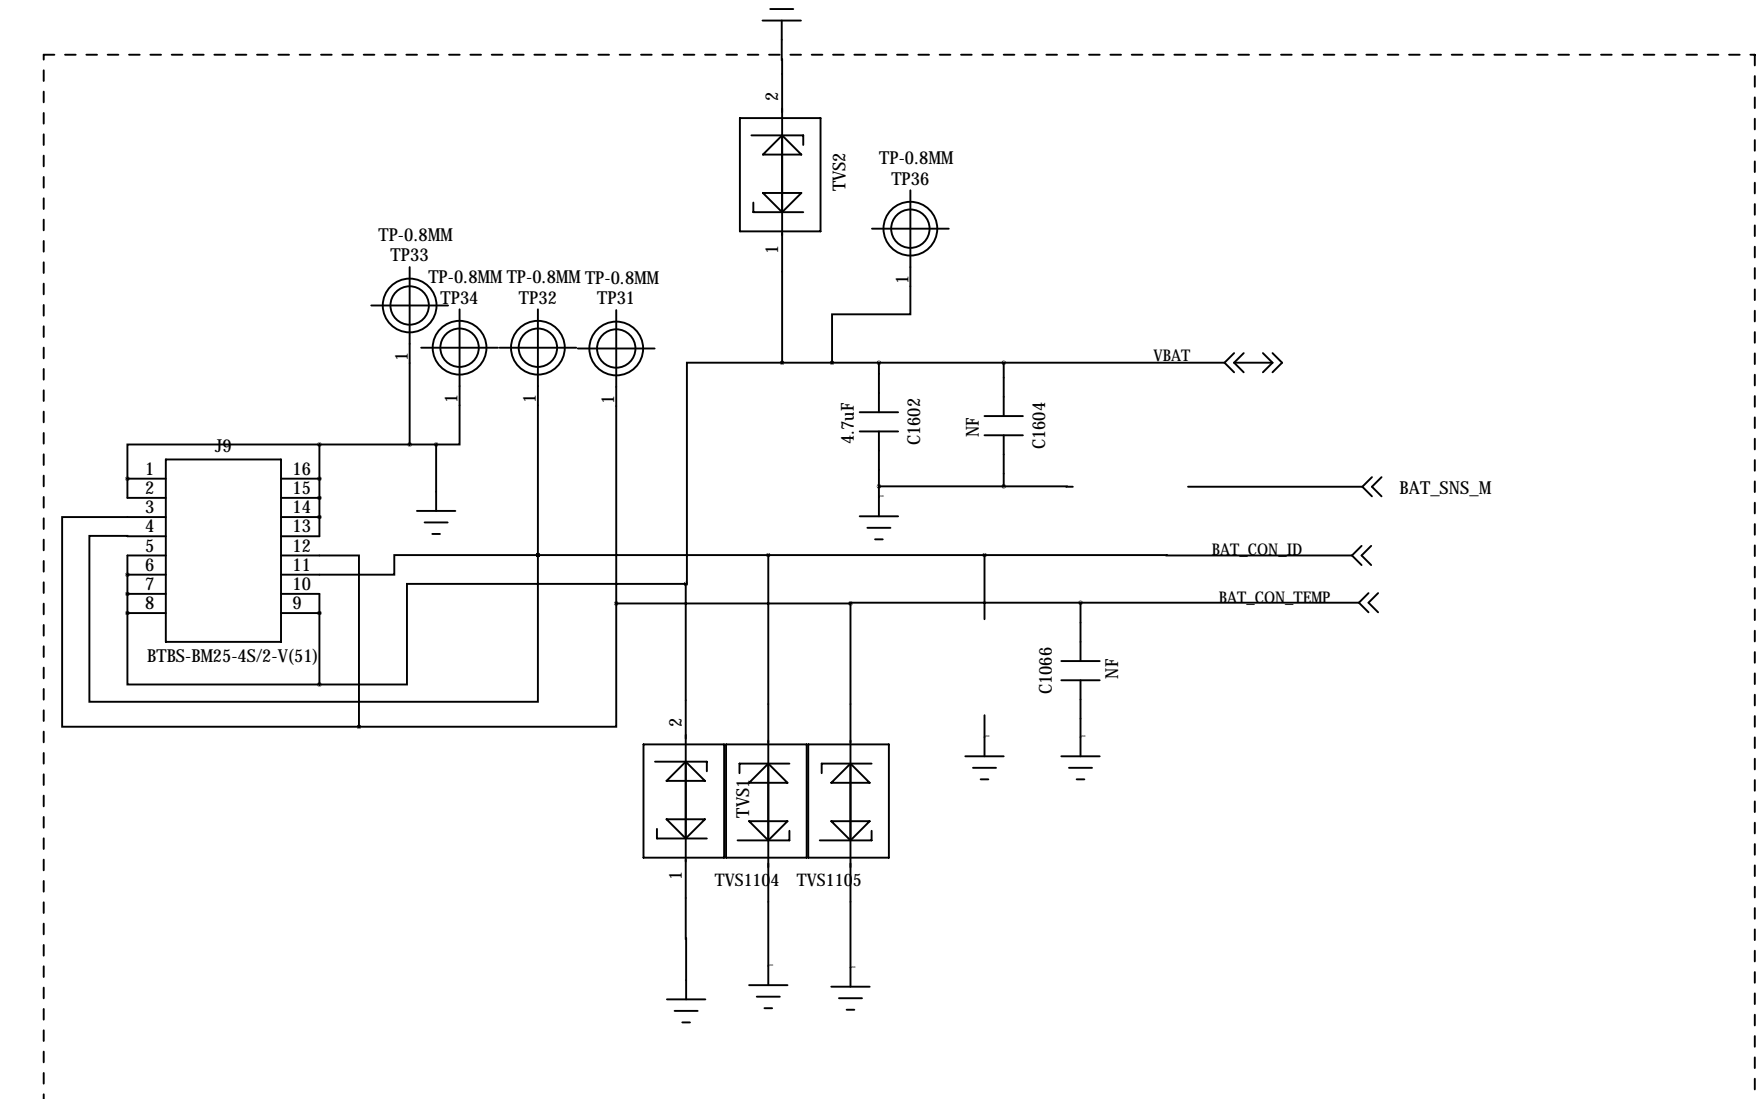 2
TVS2
1
TP-0.8MM
TP36
1
TP-0.8MM
TP33
1
TP-0.8MM TP-0.8MM TP-0.8MM
TP34 TP32 TP31
1 1 1
VBAT
4.7uF
C1602
NF
C1604
J9
1 16
2 15
3 14
4 13
5 12
6 11
7 10
8 9
BTBS-BM25-4S/2-V(51)
BAT_SNS_M
BAT_CON_ID
BAT_CON_TEMP
C1066
NF
2
TVS1
1
TVS1104 TVS1105